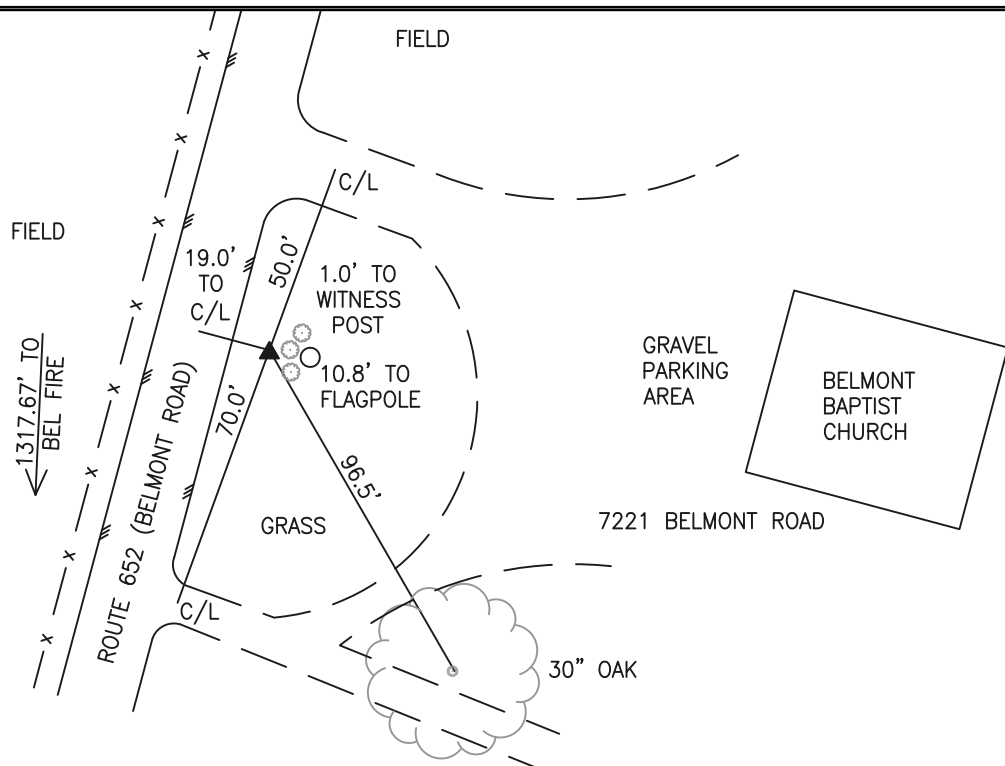 FIELD
C/L
FIELD
19.0'
TO
C/L
50.0'
1.0' TO
WITNESS
POST
10.8' TO
FLAGPOLE
1317.67' TO
BEL FIRE
70.0'
96.5'
GRAVEL
PARKING
AREA
BELMONT
BAPTIST
CHURCH
ROUTE 652 (BELMONT ROAD)
GRASS
7221 BELMONT ROAD
C/L
30” OAK